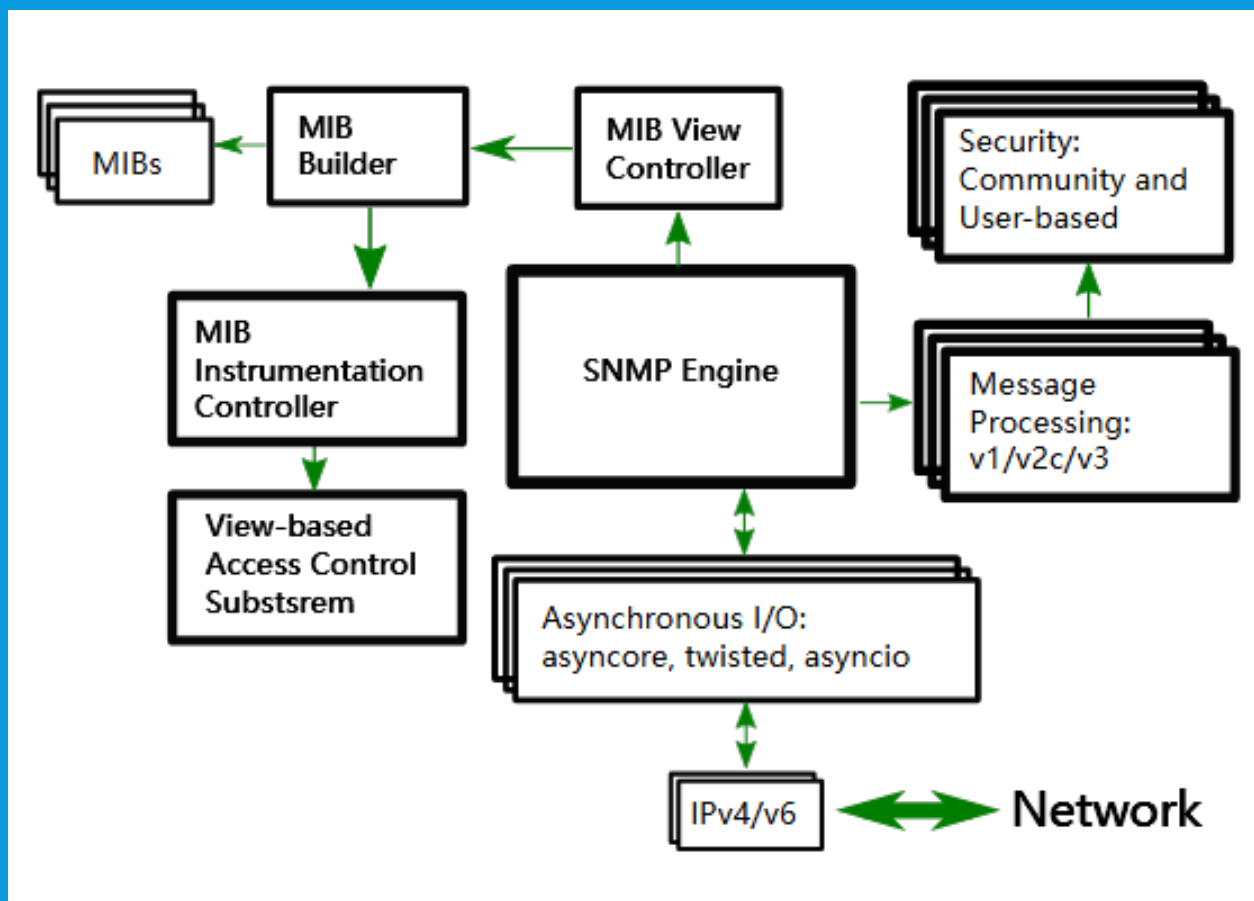 MIBs
MIB
Builder
MIB View
Controller
Security:
Community and
User-based
MIB
Instrumentation
Controller
SNMP Engine
Message
Processing:
v1/v2c/v3
View-based
Access Control
Substsrem
Asynchronous I/O:
asyncore, twisted, asyncio
IPv4/v6
Network